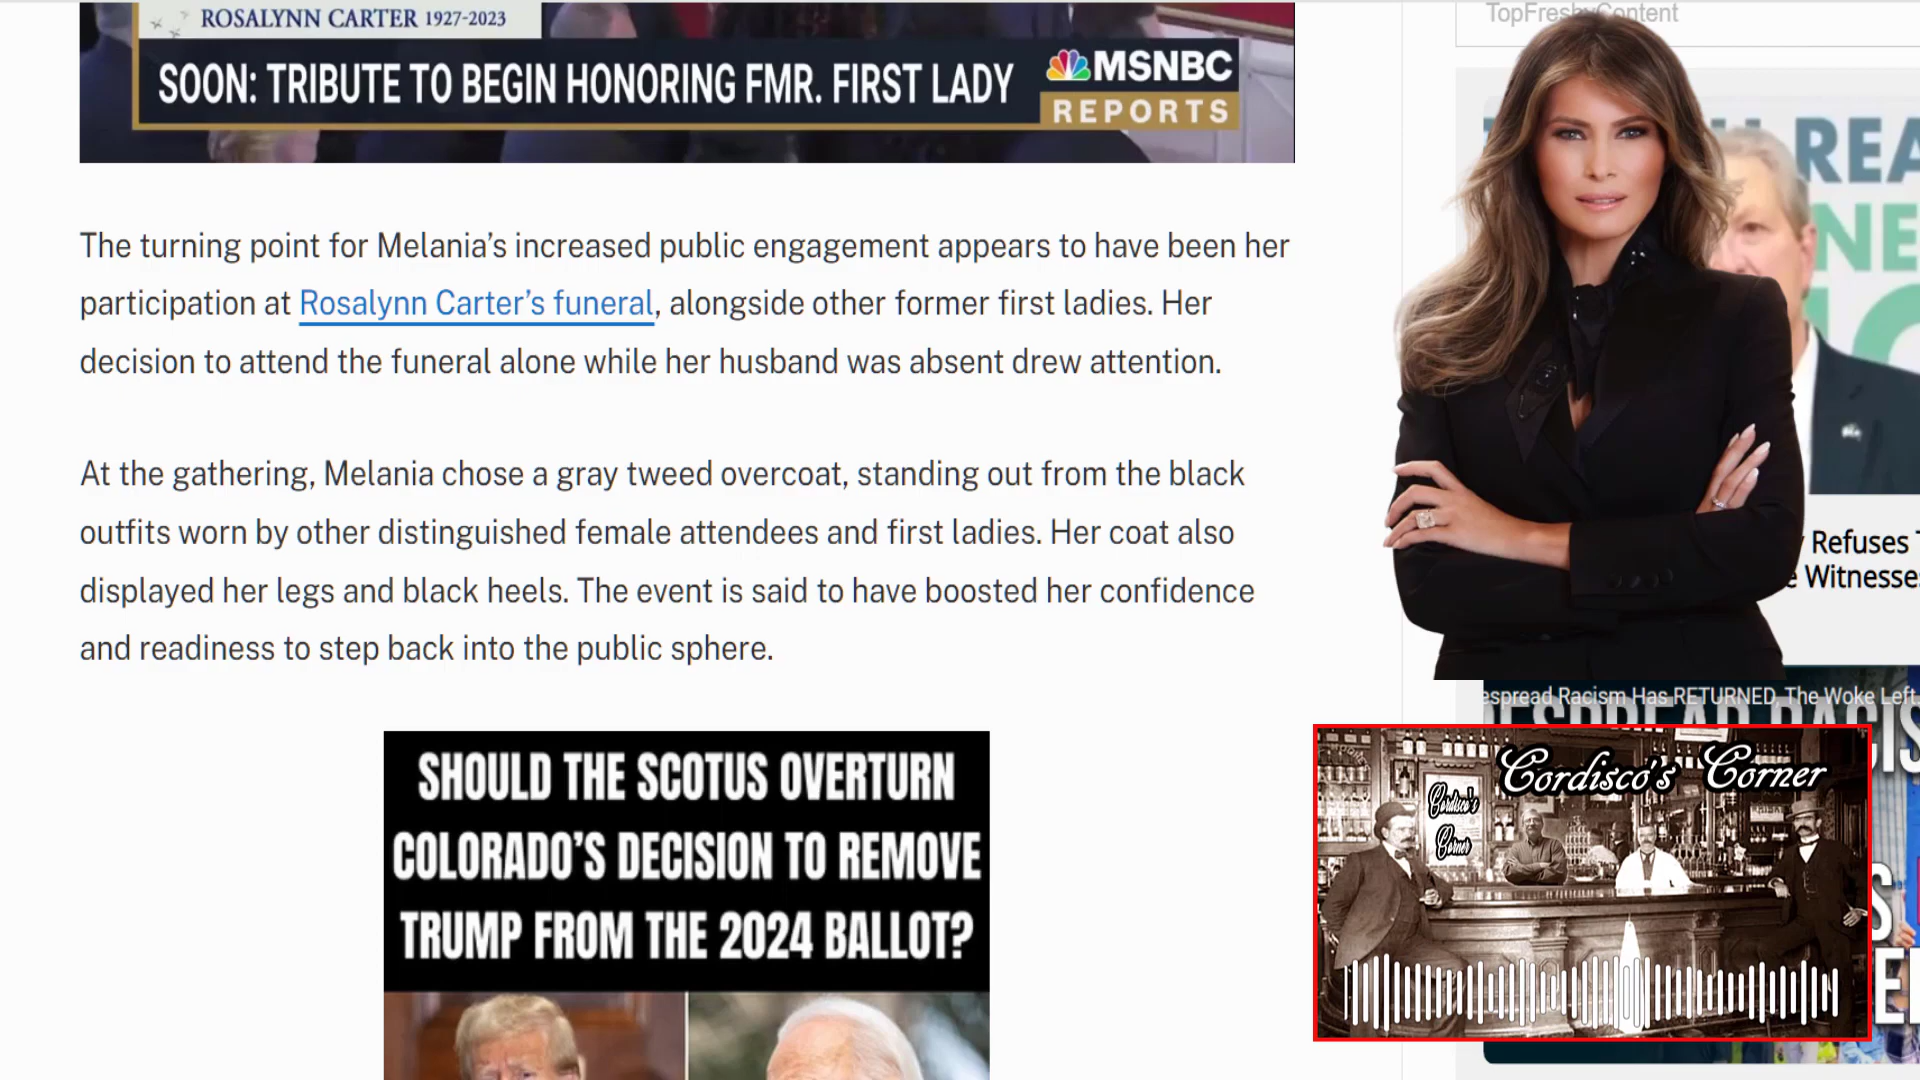 TopFreshyContent
ROSALYNN CARTER 1927-2023
SOON: TRIBUTE TO BEGIN HONORING FMR. FIRST LADY
MSNBC
REPORTS
The turning point for Melania’s increased public engagement appears to have been her
participation at Rosalynn Carter’s funeral, alongside other former first ladies. Her
decision to attend the funeral alone while her husband was absent drew attention.
At the gathering, Melania chose a gray tweed overcoat, standing out from the black
outfits worn by other distinguished female attendees and first ladies. Her coat also
displayed her legs and black heels. The event is said to have boosted her confidence
and readiness to step back into the public sphere.
SHOULD THE SCOTUS OVERTURN
COLORADO’S DECISION TO REMOVE
TRUMP FROM THE 2024 BALLOT?
REA
NE
Refuses
Witnesse
espread Racism Has RETURNED, The Woke Left
Cordisco's Corner
Cordisco's
Corner